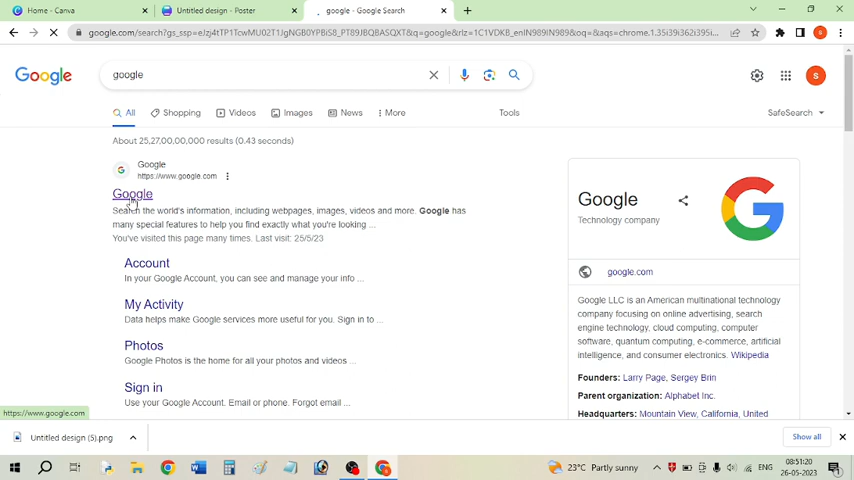 Home - Canva
Untitled design - Poster
google - Google Search
google.com/search?gs_ssp=eJzj4tTP1TcwMU02T1JgNGB0YPBiS8_PT89JBQBASQXT&q=google&rlz=1C1VDKB_enIN989IN989&oq=&aqs=chrome.1.35i39i362i395i...
Google
google
All
Shopping
Videos
Images
News
More
Tools
SafeSearch
S
About 25,27,00,00,000 results (0.43 seconds)
Google
https://www.google.com
Google
Search the world's information, including webpages, images, videos and more. Google has
many special features to help you find exactly what you're looking ...
You've visited this page many times. Last visit: 25/5/23
Account
In your Google Account, you can see and manage your info ...
My Activity
Data helps make Google services more useful for you. Sign in to ...
Photos
Google Photos is the home for all your photos and videos ...
Sign in
Use your Google Account. Email or phone. Forgot email ...
Google
Technology company
google.com
Google LLC is an American multinational technology
company focusing on online advertising, search
engine technology, cloud computing, computer
software, quantum computing, e-commerce, artificial
intelligence, and consumer electronics. Wikipedia
Founders: Larry Page, Sergey Brin
Parent organization: Alphabet Inc.
Headquarters: Mountain View, California, United
https://www.google.com
Untitled design (5).png
Show all
23°C Partly sunny
ENG
08:51:20
26-05-2023